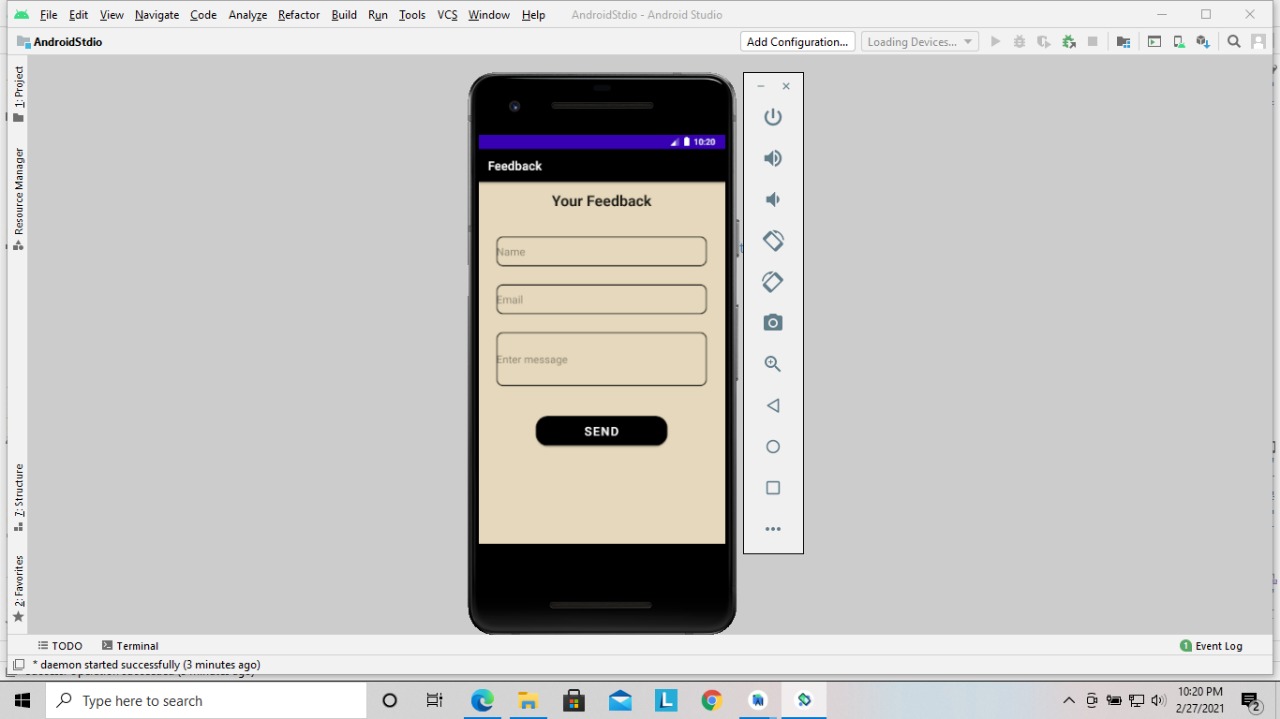 File Edit View Navigate Code Analyze Refactor Build Run Tools VCS Window Help AndroidStdio - Android Studio
AndroidStdio Add Configuration... Loading Devices...
1: Project
Resource Manager
7: Structure
2: Favorites
10:20
Feedback
Your Feedback
Name
Email
Enter message
SEND
TODO Terminal 1 Event Log
* daemon started successfully (3 minutes ago)
Type here to search
L
10:20 PM
2/27/2021
2